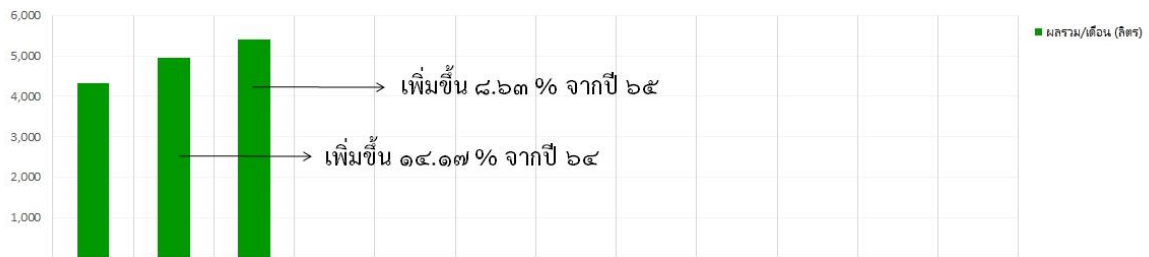 6,000
ผลรวม/เดือน (ลิตร)
5,000
เพิ่มขึ้น ๘.๖๓ % จากปี ๖๕
4,000
3,000
เพิ่มขึ้น ๑๔.๑๗ % จากปี ๖๔
2,000
1,000